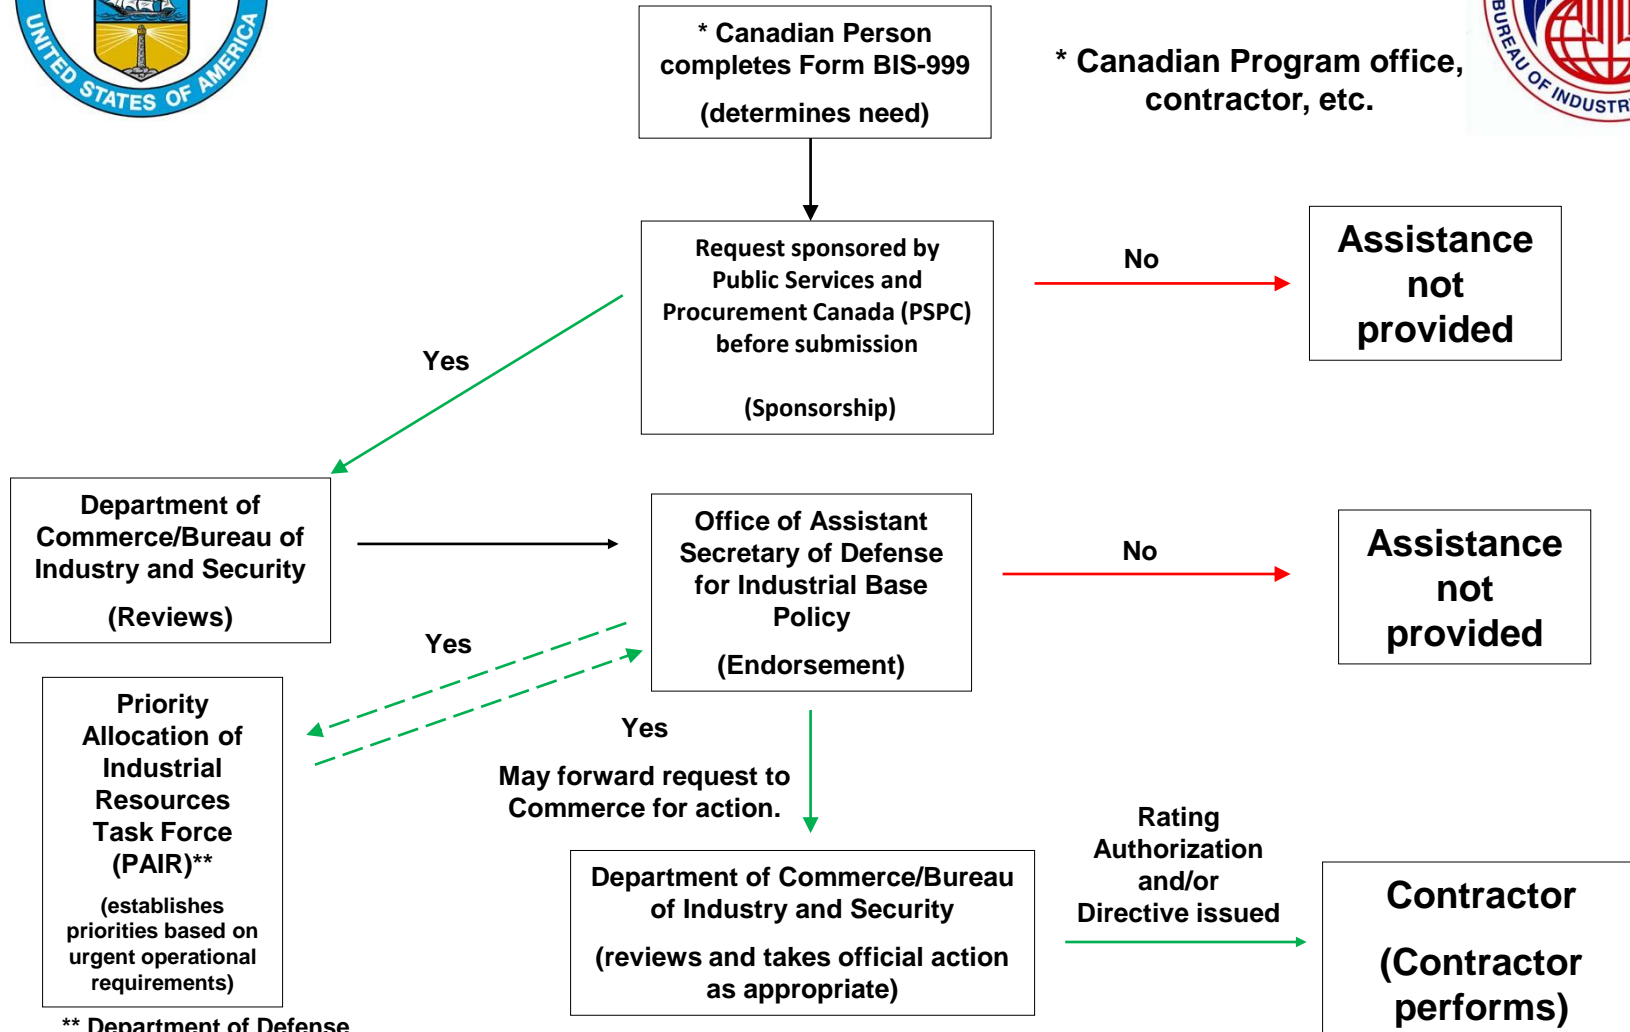 UNITED STATES OF AMERICA
* Canadian Person
completes Form BIS-999
(determines need)
* Canadian Program office,
contractor, etc.
BUREAU OF
Request sponsored by
Public Services and
Procurement Canada (PSPC)
before submission
(Sponsorship)
No
Assistance
not
provided
Yes
Department of
Commerce/Bureau of
Industry and Security
(Reviews)
Office of Assistant
Secretary of Defense
for Industrial Base
Policy
(Endorsement)
No
Assistance
not
provided
Yes
Priority
Allocation of
Industrial
Resources
Task Force
(PAIR)**
(establishes
priorities based on
urgent operational
requirements)
Yes
May forward request to
Commerce for action.
Department of Commerce/Bureau
of Industry and Security
(reviews and takes official action
as appropriate)
Rating
Authorization
and/or
Directive issued
Contractor
(Contractor
performs)
** Department of Defense